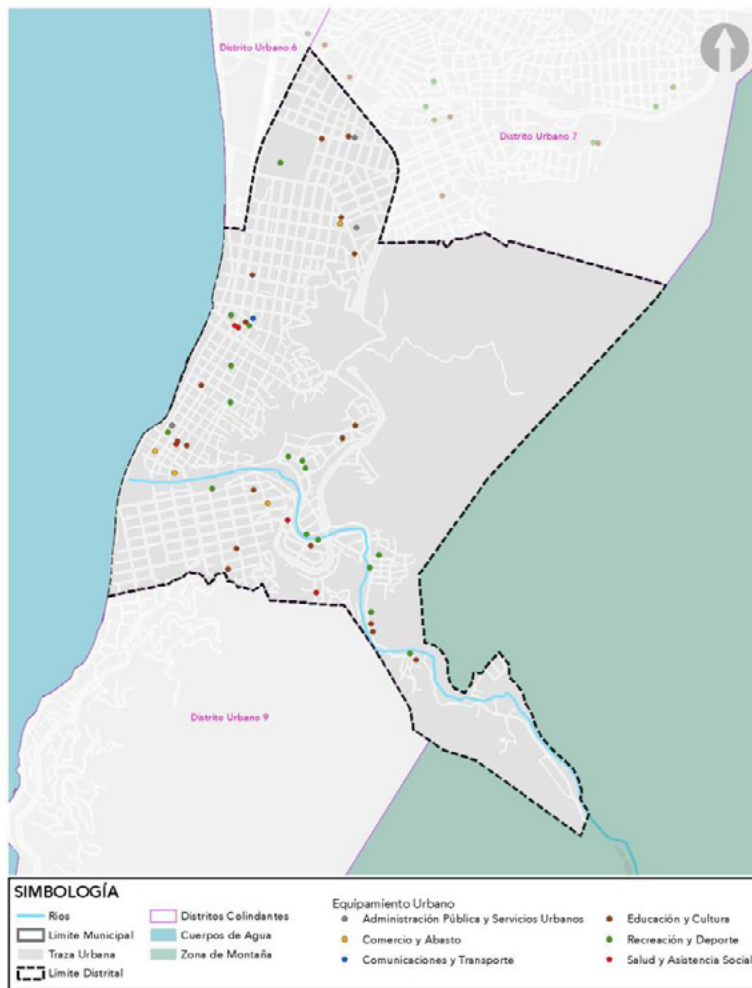 Distrito Urbano 6
Distrito Urbano 7
Distrito Urbano 9
SIMBOLOGÍA
Ríos
Límite Municipal
Traza Urbana
Límite Distrital
Distritos Colindantes
Cuerpos de Agua
Zona de Montaña
Equipamiento Urbano
Administración Pública y Servicios Urbanos
Comercio y Abasto
Comunicaciones y Transporte
Educación y Cultura
Recreación y Deporte
Salud y Asistencia Social